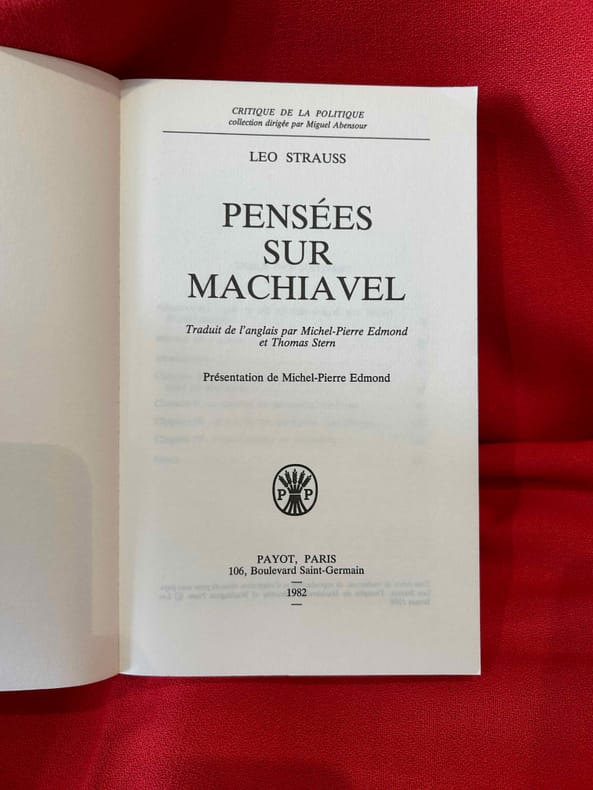 CRITIQUE DE LA POLITIQUE
collection dirigée par Miguel Abensour
LEO STRAUSS
PENSÉES
SUR
MACHIAVEL
Traduit de l'anglais par Michel-Pierre Edmond
et Thomas Stern
Présentation de Michel-Pierre Edmond
P P
PAYOT, PARIS
106, Boulevard Saint-Germain
1982